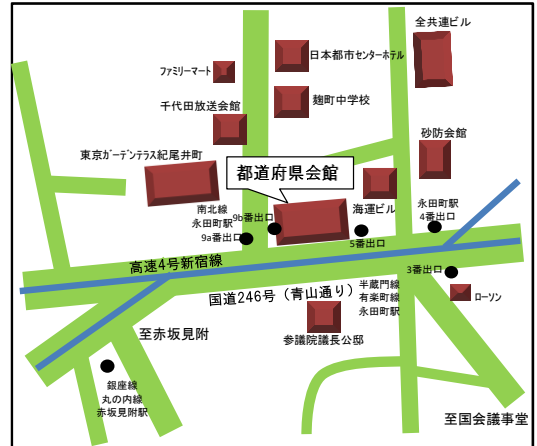 全共連ビル
日本都市センターホテル
ファミリーマート
麹町中学校
千代田放送会館
砂防会館
東京ガーデンテラス紀尾井町
都道府県会館
海運ビル
南北線
永田町駅
9a番出口
9b番出口
5番出口
永田町駅
4番出口
高速4号新宿線
3番出口
国道246号（青山通り）
半蔵門線
有楽町線
永田町駅
ローソン
至赤坂見附
参議院議長公邸
銀座線
丸の内線
赤坂見附駅
至国会議事堂